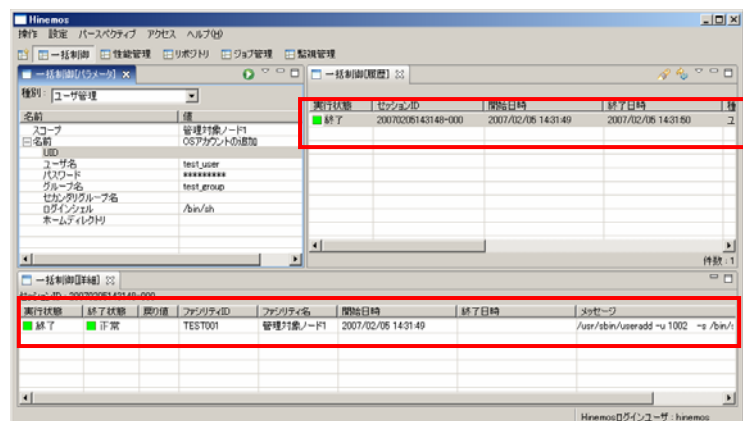 Hinemos
操作 設定 パースペクティブ アクセス ヘルプ(H)
一括制御 性能管理 リポジトリ ジョブ管理 監視管理
一括制御[パラメータ]
種別: ユーザ管理
名前 値
スコープ 管理対象ノード1
名前 OSアカウントの追加
UID
ユーザ名 test_user
パスワード *********
グループ名 test_group
セカンダリグループ名
ログインシェル /bin/sh
ホームディレクトリ
一括制御[履歴]
実行状態 セッションID 開始日時 終了日時 種
終了 20070205143148-000 2007/02/05 14:31:49 2007/02/05 14:31:50 ユ
件数 : 1
一括制御[詳細]
セッションID : 20070205143148-000
実行状態 終了状態 戻り値 ファシリティID ファシリティ名 開始日時 終了日時 メッセージ
終了 正常 TEST001 管理対象ノード1 2007/02/05 14:31:49 /usr/sbin/useradd -u 1002 -s /bin/s
Hinemosログインユーザ : hinemos